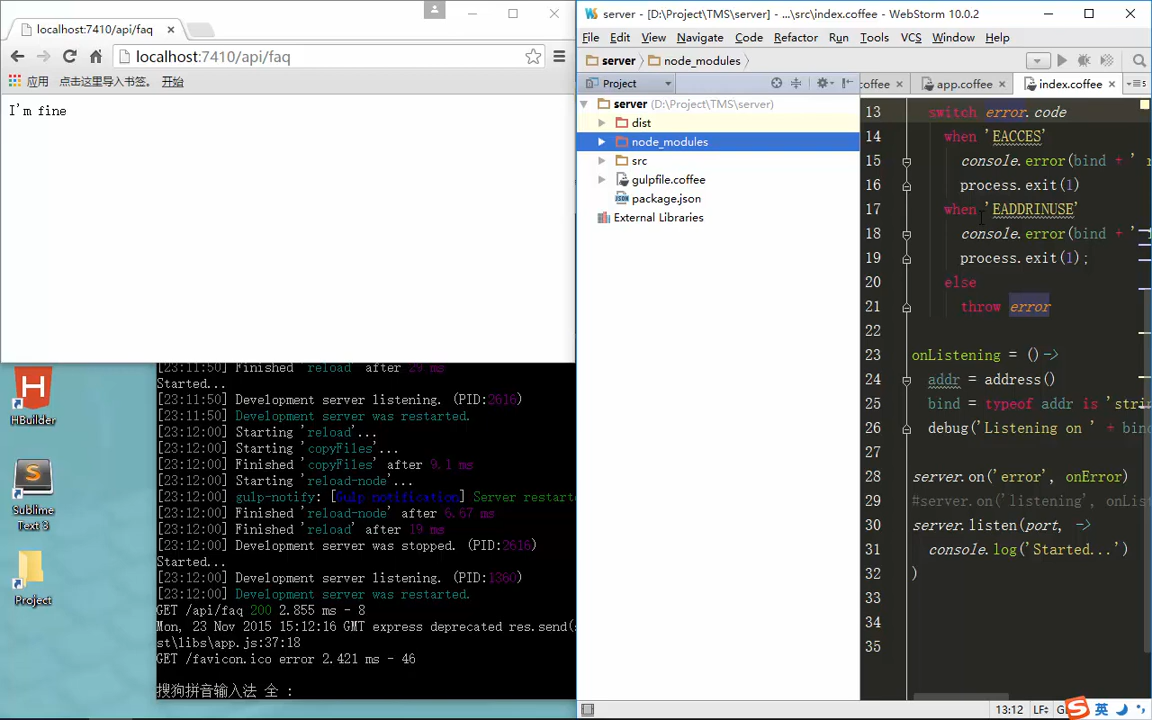 localhost:7410/api/faq
localhost:7410/api/faq
应用 点击这里导入书签。 开始
I'm fine
HBuilder
Sublime
Text 3
Project
[23:11:50] Finished 'reload' after 29 ms
Started...
[23:11:50] Development server listening. (PID:2616)
[23:11:50] Development server was restarted.
[23:12:00] Starting 'reload'...
[23:12:00] Starting 'copyFiles'...
[23:12:00] Finished 'copyFiles' after 9.1 ms
[23:12:00] Starting 'reload-node'...
[23:12:00] gulp-notify: [Gulp notification] Server restarte
[23:12:00] Finished 'reload-node' after 6.67 ms
[23:12:00] Finished 'reload' after 19 ms
[23:12:00] Development server was stopped. (PID:2616)
Started...
[23:12:00] Development server listening. (PID:1360)
[23:12:00] Development server was restarted.
GET /api/faq 200 2.855 ms - 8
Mon, 23 Nov 2015 15:12:16 GMT express deprecated res.send(s
st\libs\app.js:37:18
GET /favicon.ico error 2.421 ms - 46
搜狗拼音输入法 全 :
server - [D:\Project\TMS\server] - ...\src\index.coffee - WebStorm 10.0.2
File Edit View Navigate Code Refactor Run Tools VCS Window Help
server node_modules
Project
server (D:\Project\TMS\server)
dist
node_modules
src
gulpfile.coffee
package.json
External Libraries
coffee app.coffee index.coffee
13 switch error.code
14 when 'EACCES'
15 console.error(bind + ' r
16 process.exit(1)
17 when 'EADDRINUSE'
18 console.error(bind + ' i
19 process.exit(1);
20 else
21 throw error
22
23 onListening = ()->
24 addr = address()
25 bind = typeof addr is 'strin
26 debug('Listening on ' + bind
27
28 server.on('error', onError)
29 #server.on('listening', onList
30 server.listen(port, ->
31 console.log('Started...')
32 )
33
34
35
13:12 LF
英